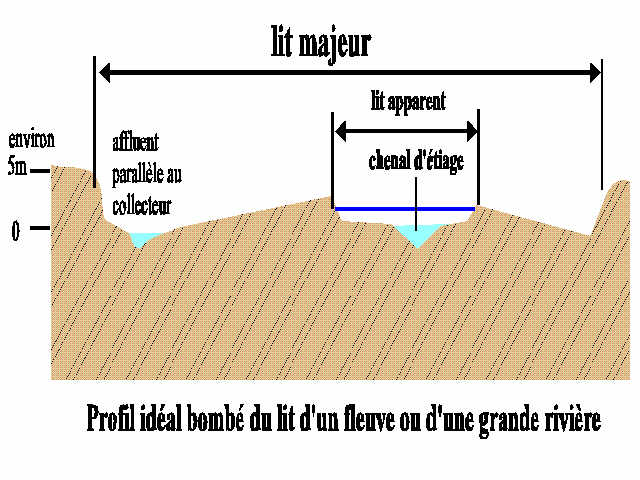 lit majeur
lit apparent
environ
5m
affluent
parallèle au
collecteur
chenal d'étiage
0
Profil idéal bombé du lit d'un fleuve ou d'une grande rivière